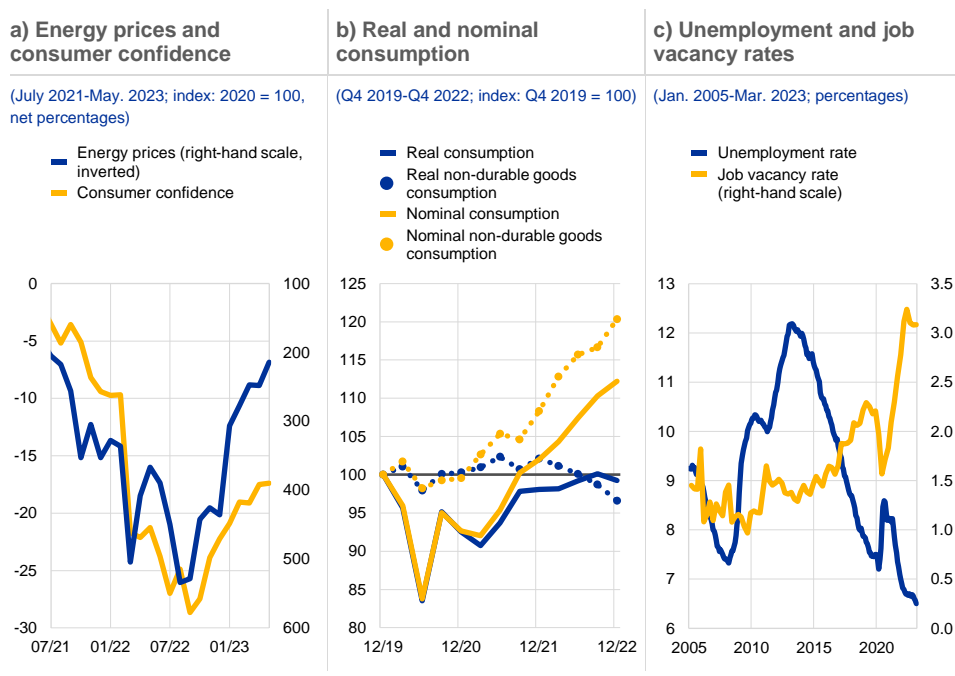 a) Energy prices and
consumer confidence
(July 2021-May. 2023; index: 2020 = 100,
net percentages)
Energy prices (right-hand scale,
inverted)
Consumer confidence
0
-5
-10
-15
-20
-25
-30
100
200
300
400
500
600
07/21
01/22
07/22
01/23
b) Real and nominal
consumption
(Q4 2019-Q4 2022; index: Q4 2019 = 100)
Real consumption
Real non-durable goods
consumption
Nominal consumption
Nominal non-durable goods
consumption
125
120
115
110
105
100
95
90
85
80
12/19
12/20
12/21
12/22
c) Unemployment and job
vacancy rates
(Jan. 2005-Mar. 2023; percentages)
Unemployment rate
Job vacancy rate
(right-hand scale)
13
12
11
10
9
8
7
6
3.5
3.0
2.5
2.0
1.5
1.0
0.5
0.0
2005
2010
2015
2020